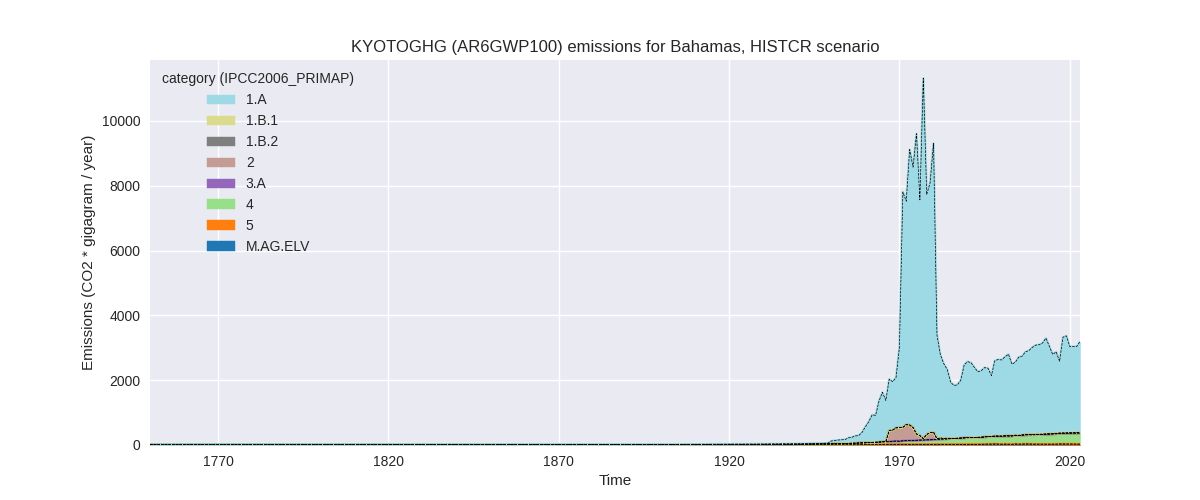 KYOTOGHG (AR6GWP100) emissions for Bahamas, HISTCR scenario
category (IPCC2006_PRIMAP)
1.A
1.B.1
1.B.2
2
3.A
4
5
M.AG.ELV
Emissions (CO2 * gigagram / year)
10000
8000
6000
4000
2000
0
1770
1820
1870
1920
1970
2020
Time